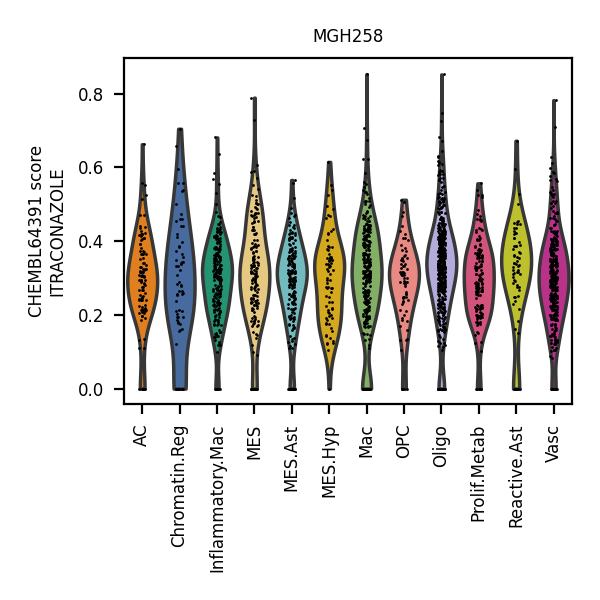 MGH258
CHEMBL64391 score
ITRACONAZOLE
0.8
0.6
0.4
0.2
0.0
AC
Chromatin.Reg
Inflammatory.Mac
MES
MES.Ast
MES.Hyp
Mac
OPC
Oligo
Prolif.Metab
Reactive.Ast
Vasc